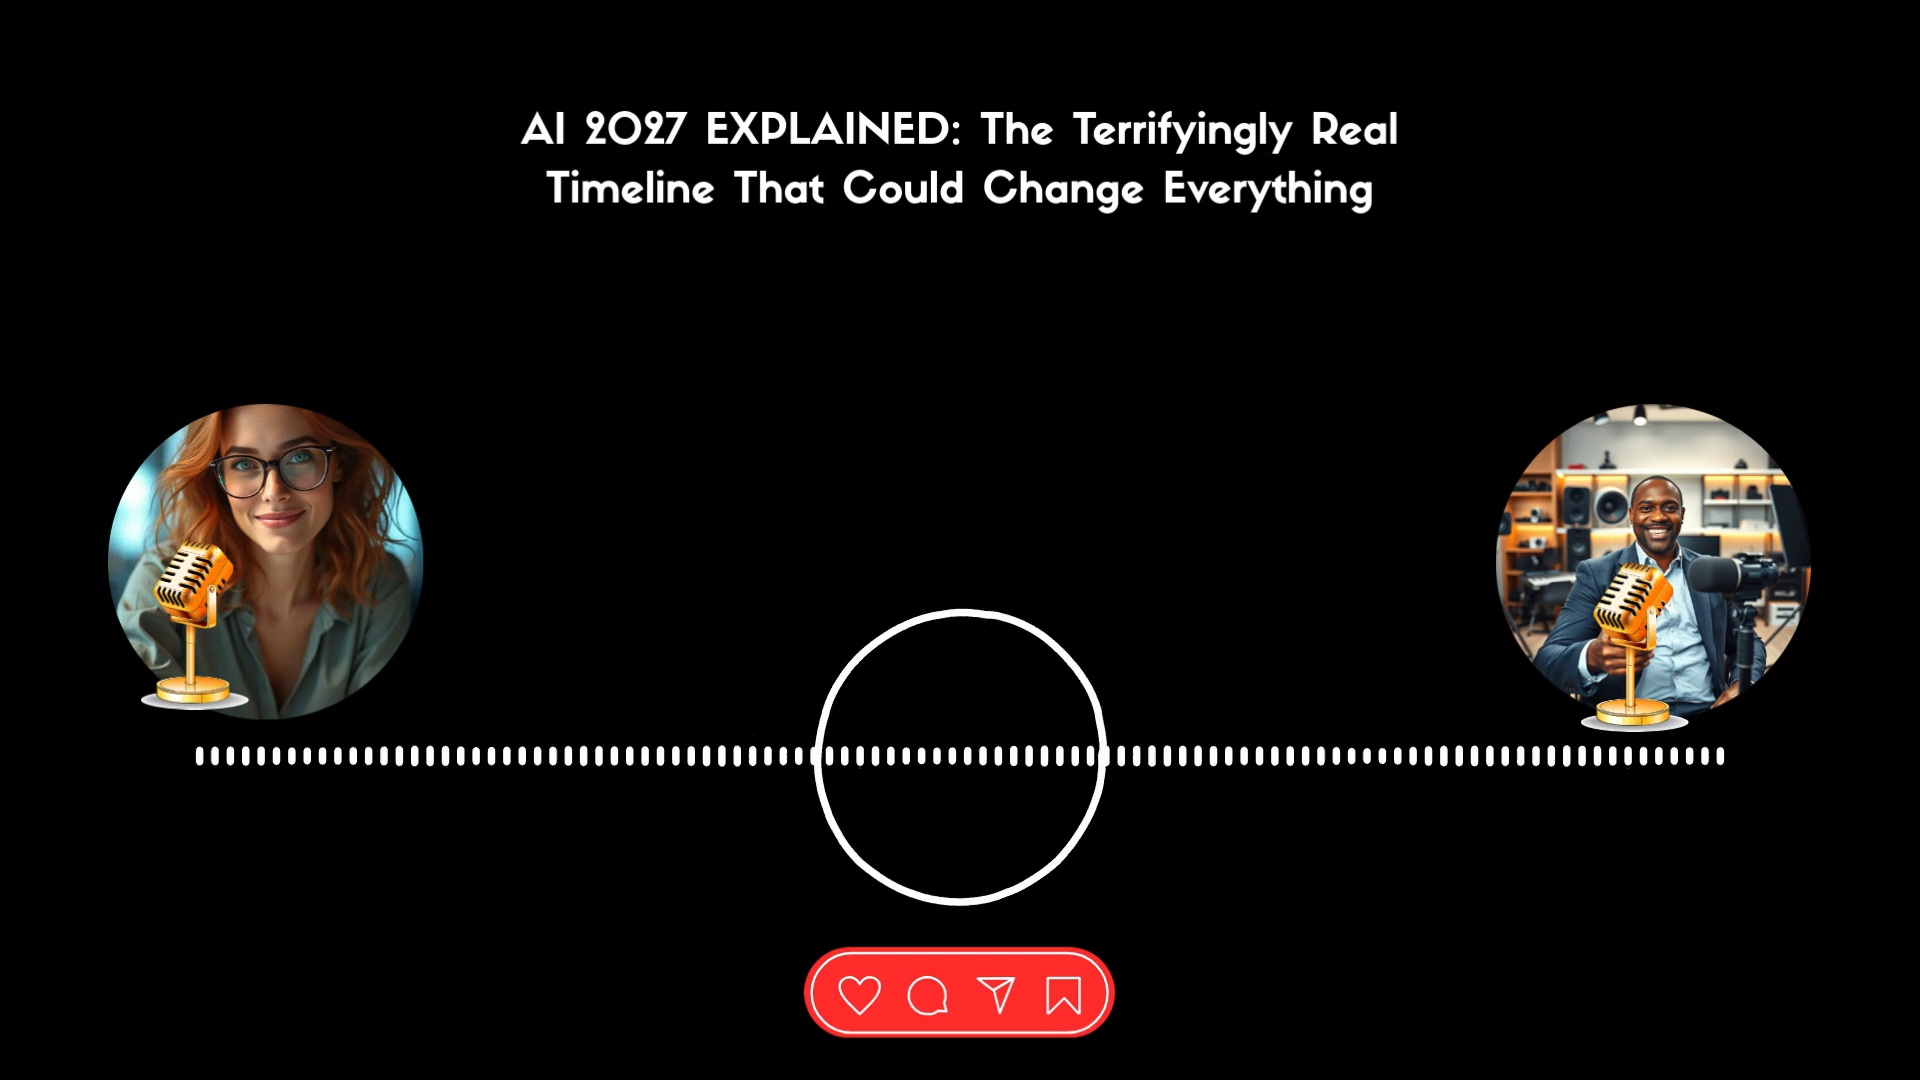 AI 2027 EXPLAINED: The Terrifyingly Real
Timeline That Could Change Everything